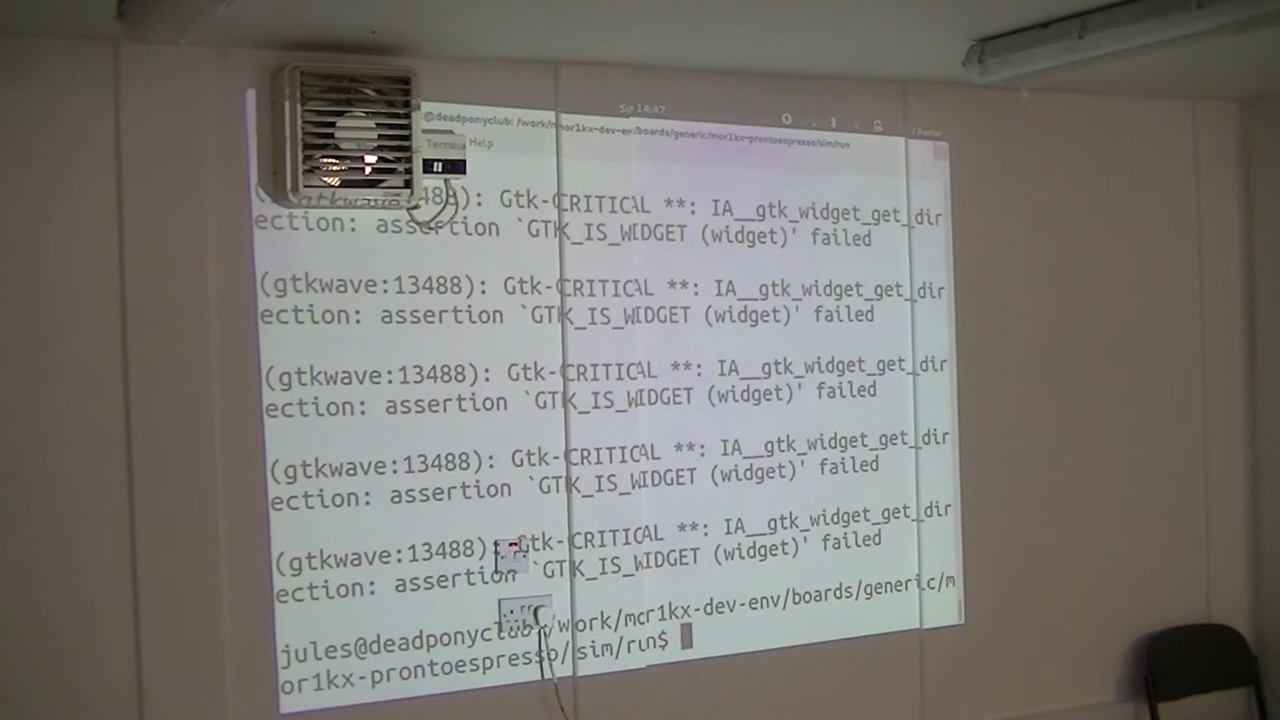 14:47
@deadponyclub: /work/mor1kx-dev-env/boards/generic/mor1kx-prontoespresso/sim/run
Termina Help
(gtkwave:13488): Gtk-CRITICAL **: IA__gtk_widget_get_dir
ection: assertion `GTK_IS_WIDGET (widget)' failed
(gtkwave:13488): Gtk-CRITICAL **: IA__gtk_widget_get_dir
ection: assertion `GTK_IS_WIDGET (widget)' failed
(gtkwave:13488): Gtk-CRITICAL **: IA__gtk_widget_get_dir
ection: assertion `GTK_IS_WIDGET (widget)' failed
(gtkwave:13488): Gtk-CRITICAL **: IA__gtk_widget_get_dir
ection: assertion `GTK_IS_WIDGET (widget)' failed
(gtkwave:13488): Gtk-CRITICAL **: IA__gtk_widget_get_dir
ection: assertion `GTK_IS_WIDGET (widget)' failed
jules@deadponyclub:/work/mor1kx-dev-env/boards/generic/m
or1kx-prontoespresso/sim/run$